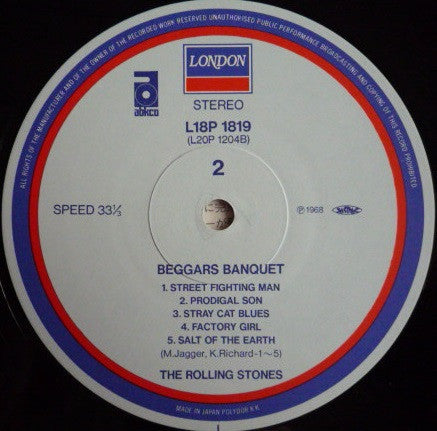 ALL RIGHTS OF THE MANUFACTURER AND OF THE OWNER OF THE RECORDED WORK RESERVED UNAUTHORISED PUBLIC PERFORMANCE BROADCASTING AND COPYING OF THIS RECORD PROHIBITED
LONDON
abkco
STEREO
L18P 1819
(L20P 1204B)
2
SPEED 33⅓
Ⓟ1968
BEGGARS BANQUET
1. STREET FIGHTING MAN
2. PRODIGAL SON
3. STRAY CAT BLUES
4. FACTORY GIRL
5. SALT OF THE EARTH
(M.Jagger, K.Richard-1~5)
THE ROLLING STONES
MADE IN JAPAN POLYDOR K.K.